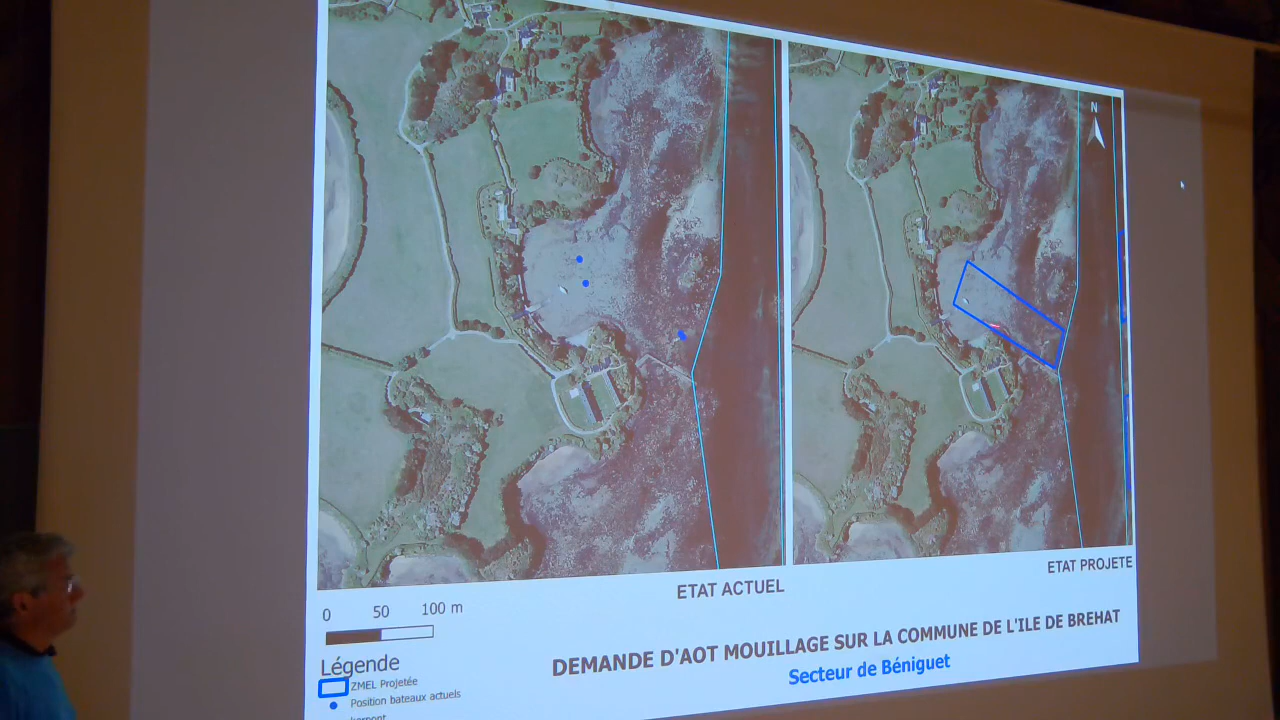 N
ETAT ACTUEL
ETAT PROJETE
0 50 100 m
DEMANDE D'AOT MOUILLAGE SUR LA COMMUNE DE L'ILE DE BREHAT
Secteur de Béniguet
Légende
ZMEL Projetée
Position bateaux actuels
kerpont